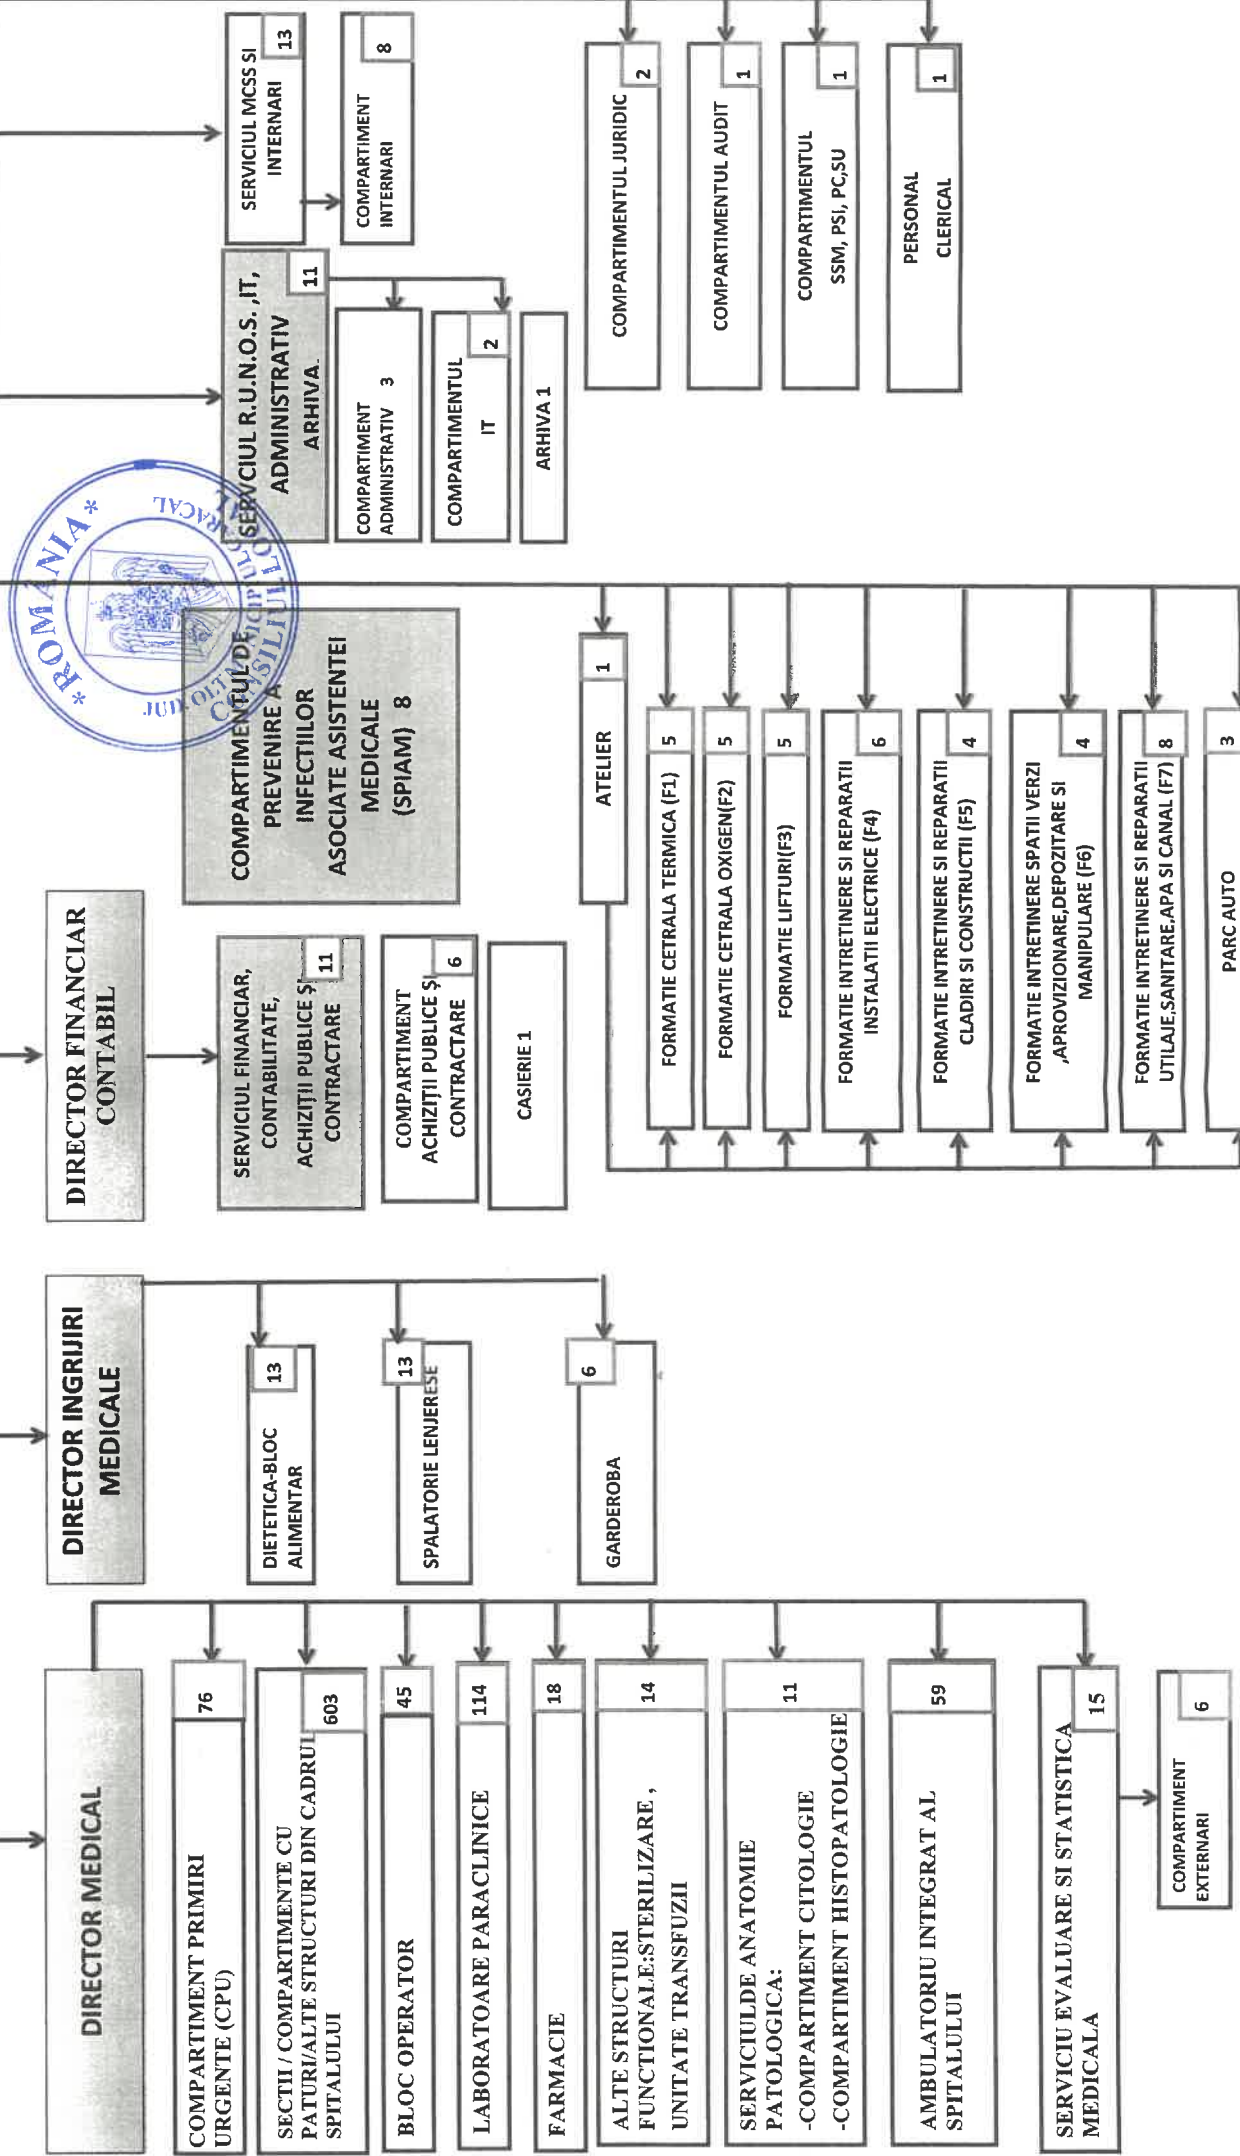 DIRECTOR MEDICAL
COMPARTIMENT PRIMIRI
URGENTE (CPU)
76
SECTII / COMPARTIMENTE CU
PATURI/ALTE STRUCTURI DIN CADRUL
SPITALULUI
603
BLOC OPERATOR
45
LABORATOARE PARACLINICE
114
FARMACIE
18
ALTE STRUCTURI
FUNCTIONALE:STERILIZARE ,
UNITATE TRANSFUZII
14
SERVICIULDE ANATOMIE
PATOLOGICA:
-COMPARTIMENT CITOLOGIE
-COMPARTIMENT HISTOPATOLOGIE
11
AMBULATORIU INTEGRAT AL
SPITALULUI
59
SERVICIU EVALUARE SI STATISTICA
MEDICALA
15
COMPARTIMENT
EXTERNARI
6
DIRECTOR INGRIJIRI
MEDICALE
DIETETICA-BLOC
ALIMENTAR
13
SPALATORIE LENJERESE
13
GARDEROBA
6
DIRECTOR FINANCIAR
CONTABIL
SERVICIUL FINANCIAR,
CONTABILITATE,
ACHIZIȚII PUBLICE ȘI
CONTRACTARE
11
COMPARTIMENT
ACHIZIȚII PUBLICE ȘI
CONTRACTARE
6
CASIERIE 1
COMPARTIMENTUL DE
PREVENIRE A
INFECTIILOR
ASOCIATE ASISTENTEI
MEDICALE
(SPIAM) 8
ATELIER
1
FORMATIE CETRALA TERMICA (F1)
5
FORMATIE CETRALA OXIGEN(F2)
5
FORMATIE LIFTURI(F3)
5
FORMATIE INTRETINERE SI REPARATII
INSTALATII ELECTRICE (F4)
6
FORMATIE INTRETINERE SI REPARATII
CLADIRI SI CONSTRUCTII (F5)
4
FORMATIE INTRETINERE SPATII VERZI
,APROVIZIONARE,DEPOZITARE SI
MANIPULARE (F6)
4
FORMATIE INTRETINERE SI REPARATII
UTILAJE,SANITARE,APA SI CANAL (F7)
8
PARC AUTO
3
*ROMÂNIA*
JUD OLT MUNICIPIUL CARACAL
CONSILIUL LOCAL
SERVCIUL R.U.N.O.S. ,IT,
ADMINISTRATIV
ARHIVA.
11
COMPARTIMENT
ADMINISTRATIV 3
COMPARTIMENTUL
IT
2
ARHIVA 1
SERVICIUL MCSS SI
INTERNARI
13
COMPARTIMENT
INTERNARI
8
COMPARTIMENTUL JURIDIC
2
COMPARTIMENTUL AUDIT
1
COMPARTIMENTUL
SSM, PSI, PC,SU
1
PERSONAL
CLERICAL
1